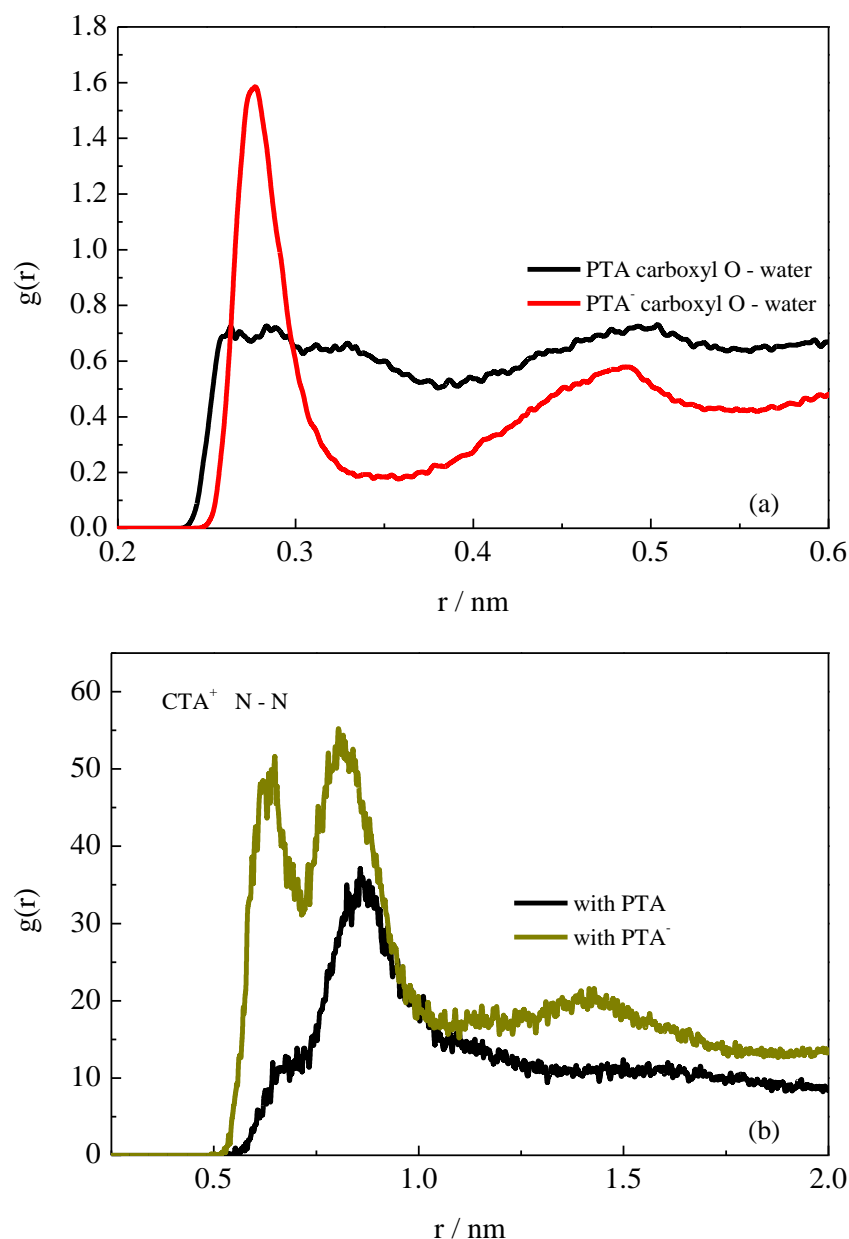 1.8
1.6
1.4
1.2
1.0
0.8
0.6
0.4
0.2
0.0
g(r)
PTA carboxyl O - water
PTA- carboxyl O - water
(a)
0.2 0.3 0.4 0.5 0.6
r / nm
60
50
40
30
20
10
0
g(r)
CTA+ N - N
with PTA
with PTA-
(b)
0.5 1.0 1.5 2.0
r / nm